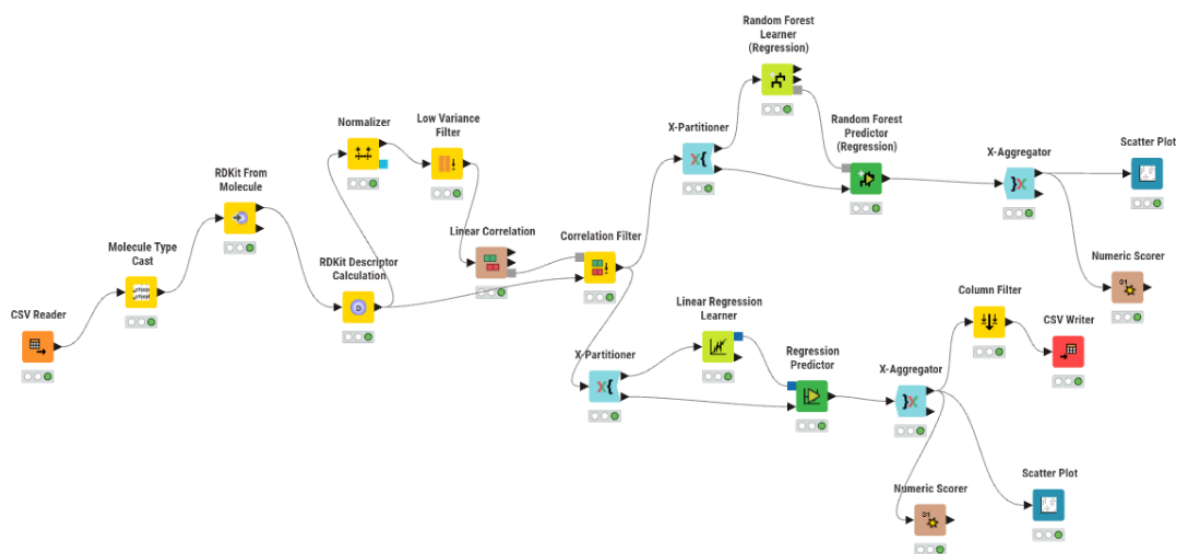 Random Forest
Learner
(Regression)
Normalizer
Low Variance
Filter
X-Partitioner
Random Forest
Predictor
(Regression)
X-Aggregator
Scatter Plot
RDKit From
Molecule
Linear Correlation
Correlation Filter
Molecule Type
Cast
RDKit Descriptor
Calculation
Numeric Scorer
CSV Reader
Linear Regression
Learner
Column Filter
CSV Writer
X-Partitioner
Regression
Predictor
X-Aggregator
Numeric Scorer
Scatter Plot